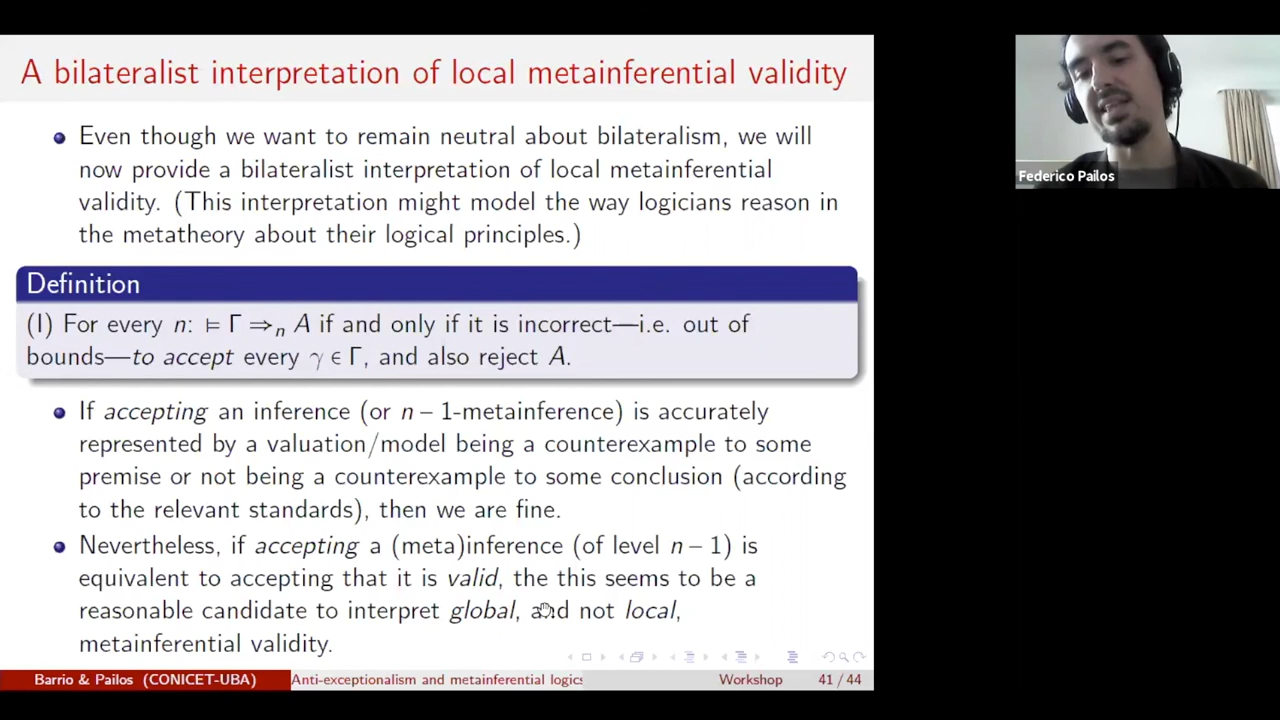 A bilateralist interpretation of local metainferential validity
Even though we want to remain neutral about bilateralism, we will
now provide a bilateralist interpretation of local metainferential
validity. (This interpretation might model the way logicians reason in
the metatheory about their logical principles.)
Definition
(I) For every n: ⊨ Γ ⇒ₙ A if and only if it is incorrect—i.e. out of
bounds—to accept every γ ∈ Γ, and also reject A.
If accepting an inference (or n − 1-metainference) is accurately
represented by a valuation/model being a counterexample to some
premise or not being a counterexample to some conclusion (according
to the relevant standards), then we are fine.
Nevertheless, if accepting a (meta)inference (of level n − 1) is
equivalent to accepting that it is valid, the this seems to be a
reasonable candidate to interpret global, and not local,
metainferential validity.
Barrio & Pailos (CONICET-UBA)
Anti-exceptionalism and metainferential logics
Workshop
41 / 44
Federico Pailos